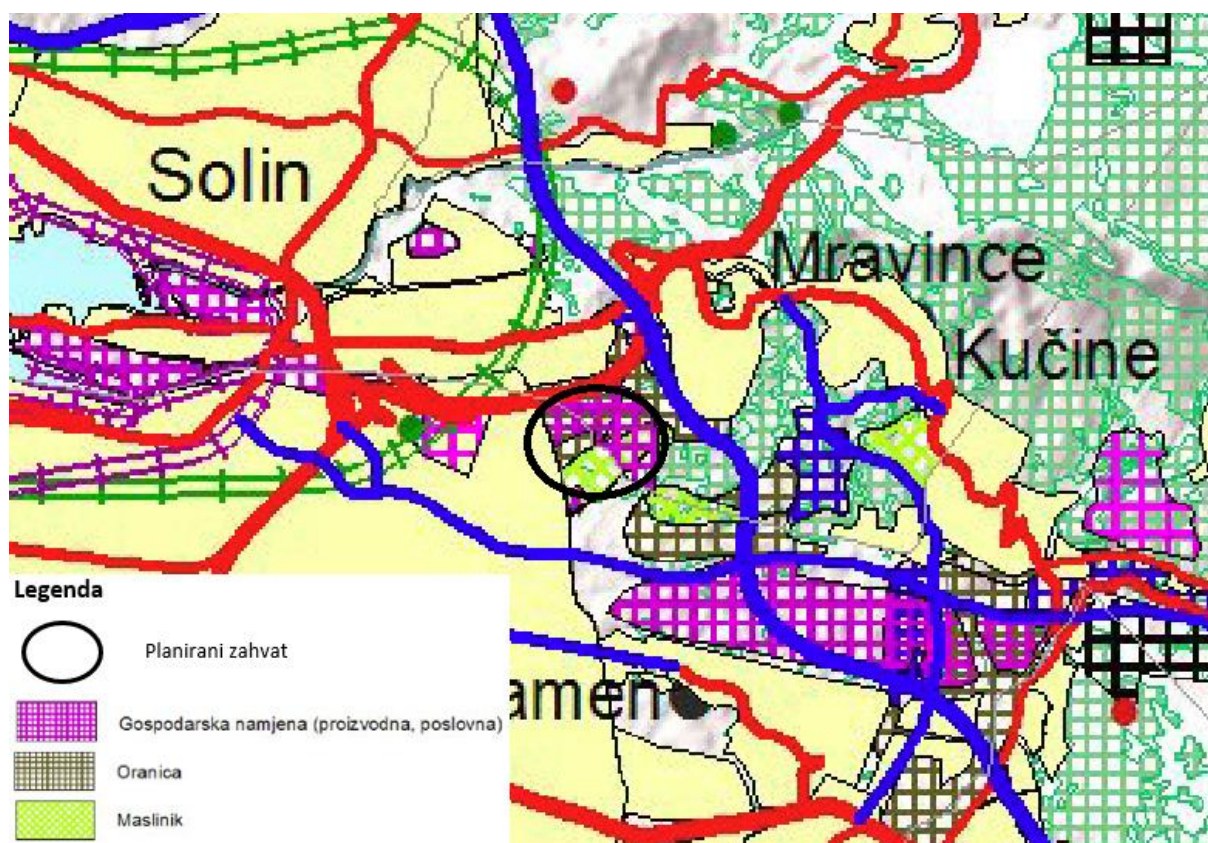 Solin
Mravince
Kučine
amen
Legenda
Planirani zahvat
Gospodarska namjena (proizvodna, poslovna)
Oranica
Maslinik